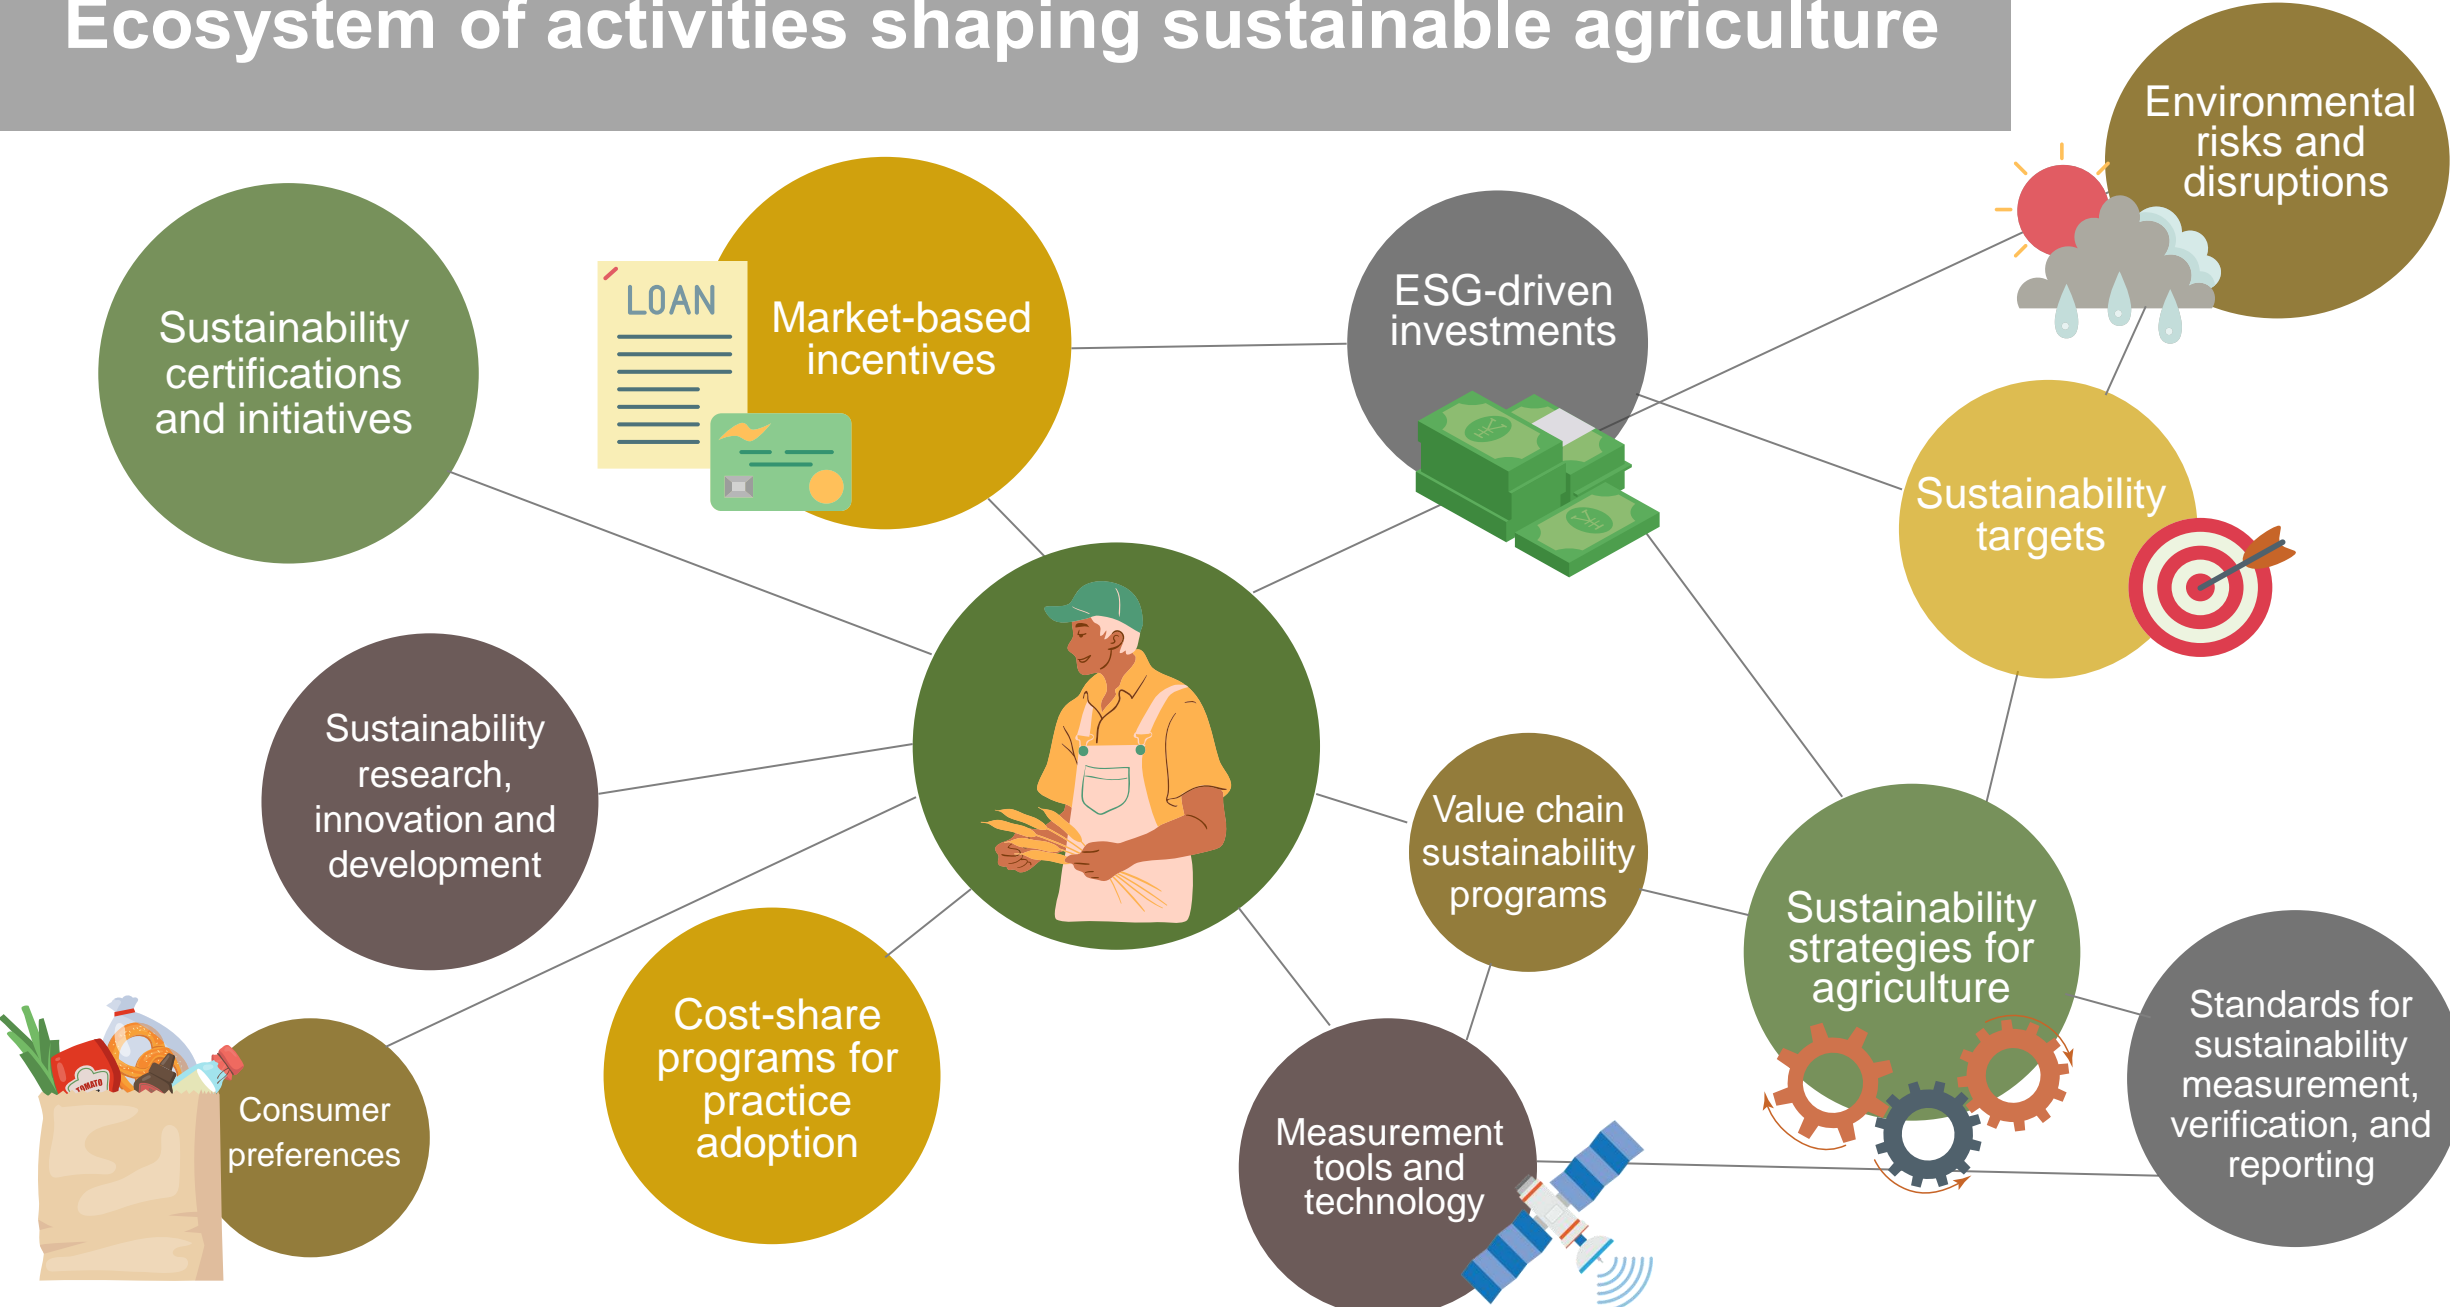 Ecosystem of activities shaping sustainable agriculture
Environmental
risks and
disruptions
Sustainability
certifications
and initiatives
LOAN
Market-based
incentives
ESG-driven
investments
Sustainability
targets
Sustainability
research,
innovation and
development
Value chain
sustainability
programs
Sustainability
strategies for
agriculture
Standards for
sustainability
measurement,
verification, and
reporting
Cost-share
programs for
practice
adoption
TOMATO
Consumer
preferences
Measurement
tools and
technology